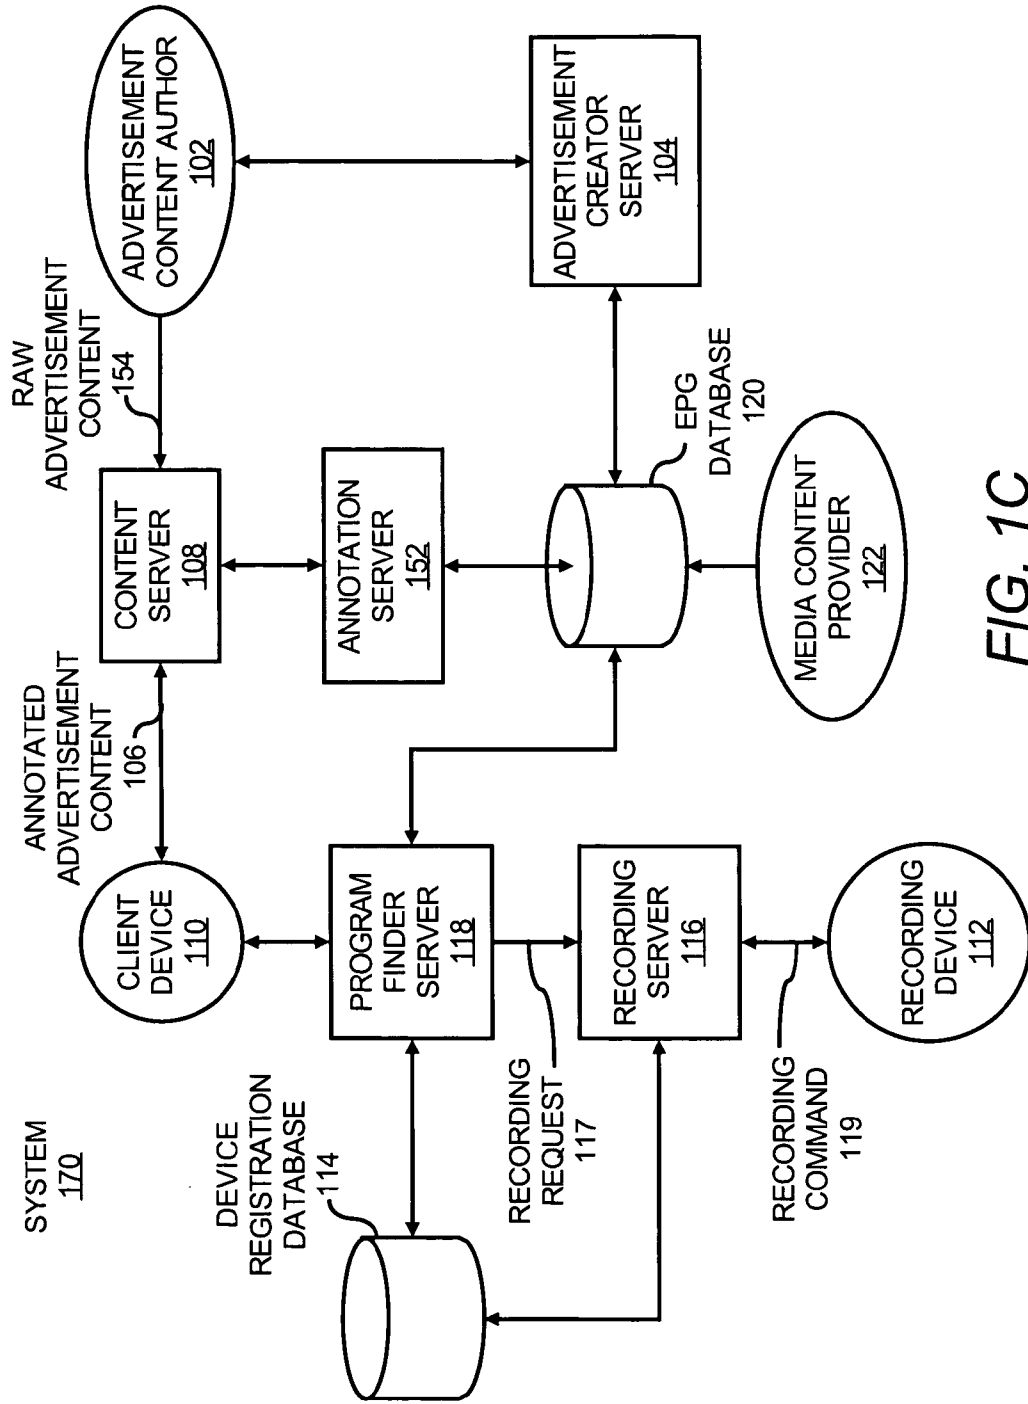 SYSTEM
170
CLIENT
DEVICE
110
ANNOTATED
ADVERTISEMENT
CONTENT
106
CONTENT
SERVER
108
RAW
ADVERTISEMENT
CONTENT
154
ADVERTISEMENT
CONTENT AUTHOR
102
DEVICE
REGISTRATION
DATABASE
114
PROGRAM
FINDER
SERVER
118
ANNOTATION
SERVER
152
RECORDING
REQUEST
117
RECORDING
SERVER
116
EPG
DATABASE
120
ADVERTISEMENT
CREATOR
SERVER
104
RECORDING
COMMAND
119
RECORDING
DEVICE
112
MEDIA CONTENT
PROVIDER
122
FIG. 1C